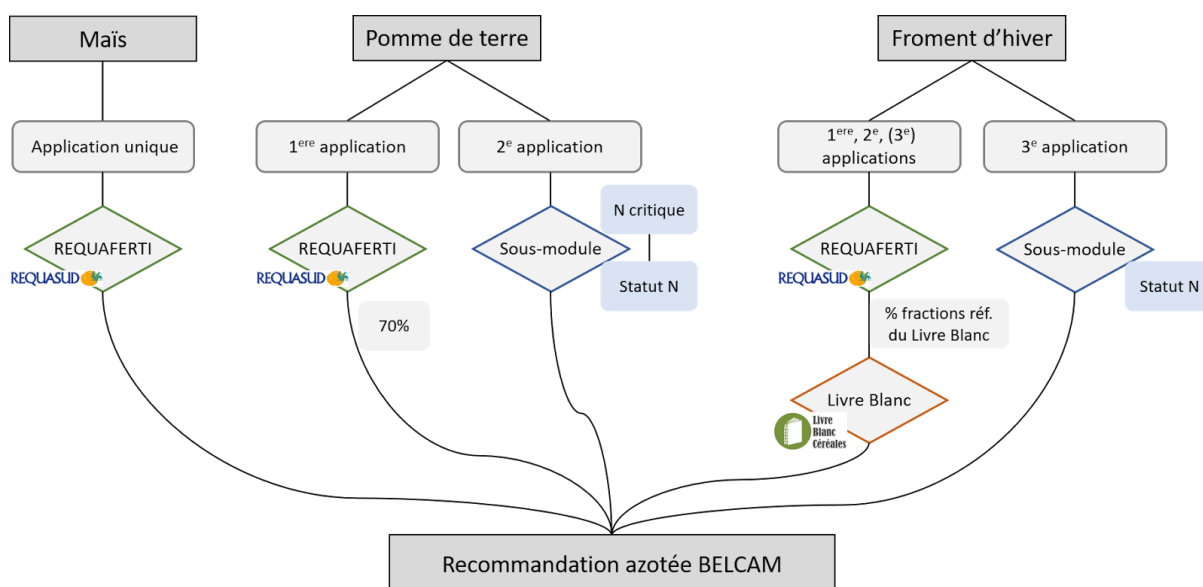 Maïs
Pomme de terre
Froment d’hiver
Application unique
1ere application
2e application
1ere, 2e, (3e)
applications
3e application
REQUAFERTI
REQUASUD
REQUAFERTI
REQUASUD
Sous-module
N critique
Statut N
REQUAFERTI
REQUASUD
Sous-module
Statut N
70%
% fractions réf.
du Livre Blanc
Livre Blanc
Livre
Blanc
Céréales
Recommandation azotée BELCAM